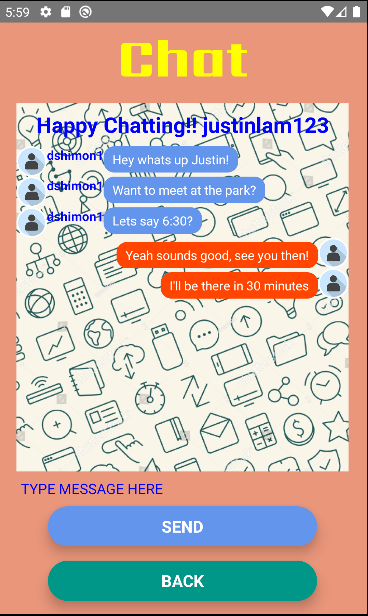 5:59
Chat
Happy Chatting!! justinlam123
dshimon1 Hey whats up Justin!
dshimon1 Want to meet at the park?
dshimon1 Lets say 6:30?
Yeah sounds good, see you then!
I'll be there in 30 minutes
TYPE MESSAGE HERE
SEND
BACK